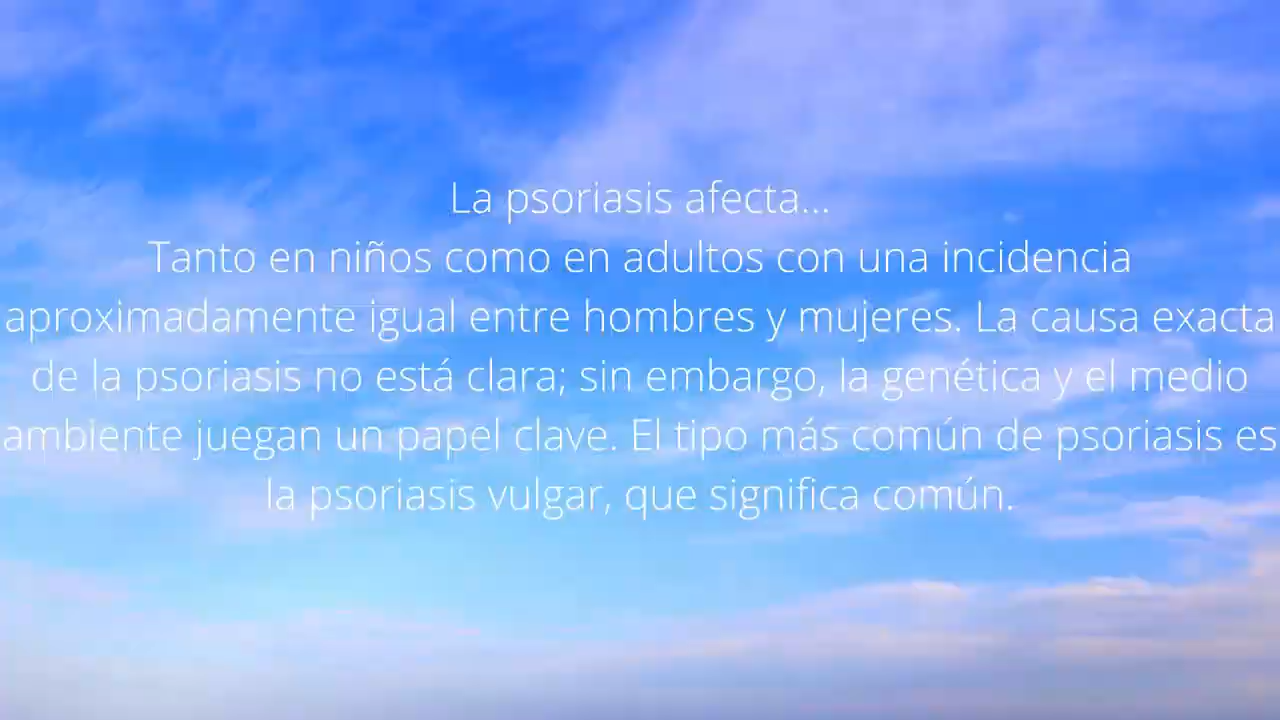 La psoriasis afecta...
Tanto en niños como en adultos con una incidencia
aproximadamente igual entre hombres y mujeres. La causa exacta
de la psoriasis no está clara; sin embargo, la genética y el medio
ambiente juegan un papel clave. El tipo más común de psoriasis es
la psoriasis vulgar, que significa común.